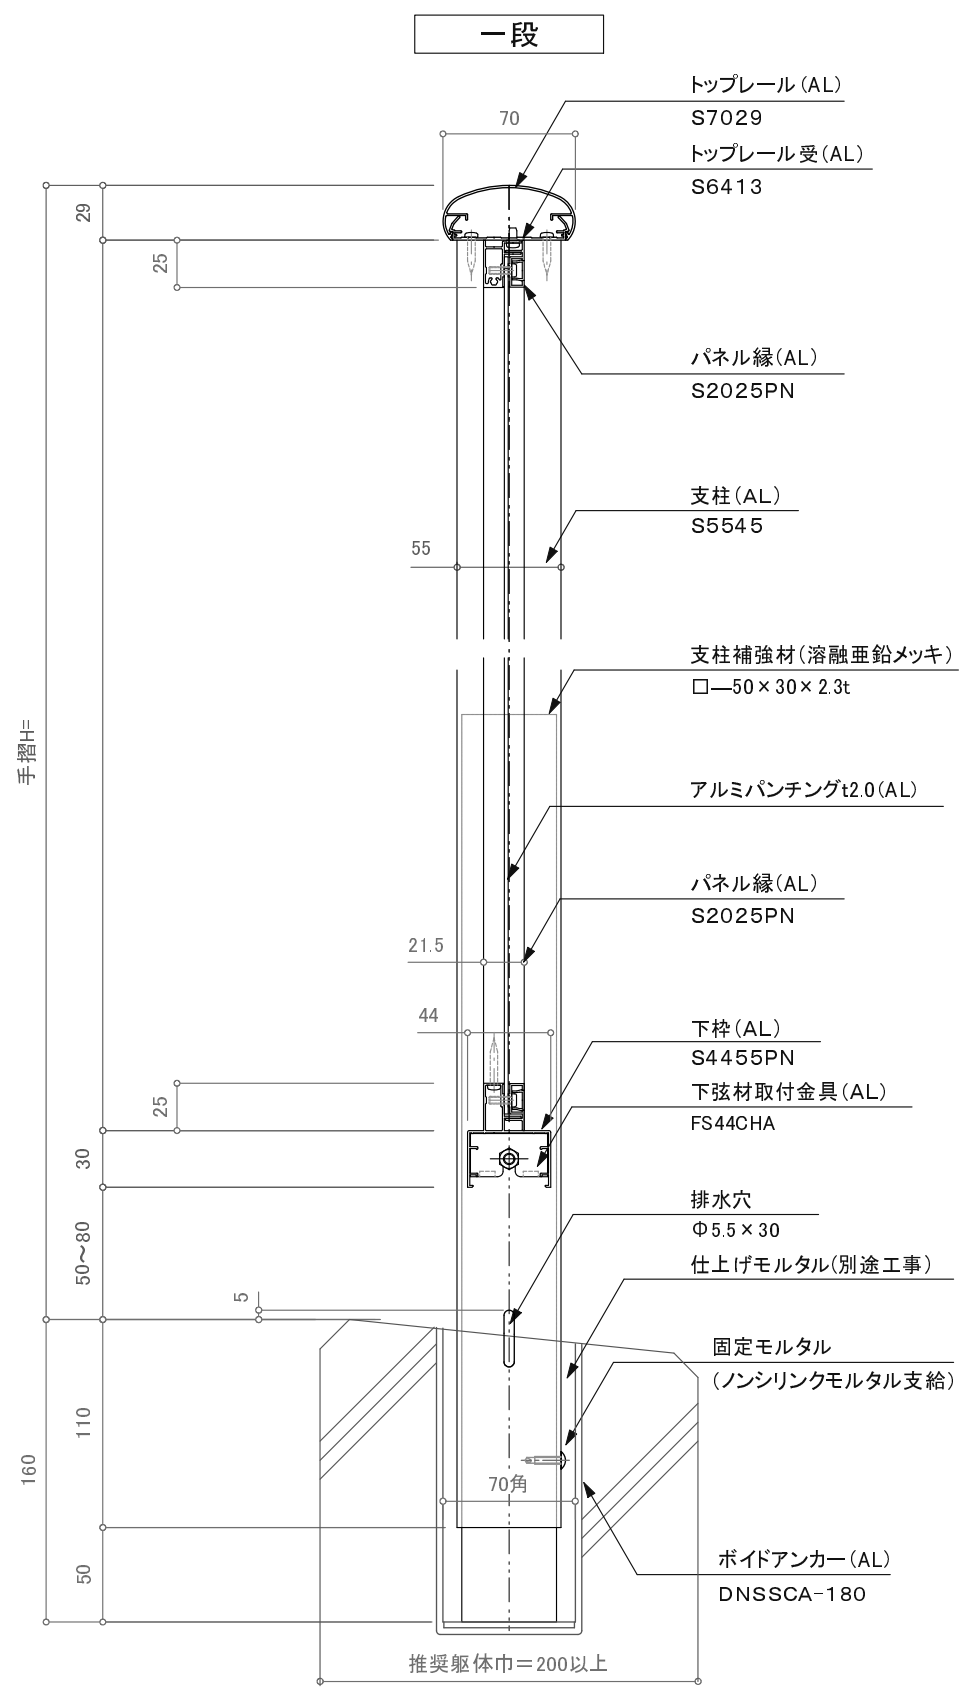 一段
トップレール(AL)
S7029
70
トップレール受(AL)
S6413
29
25
パネル縁(AL)
S2025PN
支柱(AL)
S5545
55
支柱補強材(溶融亜鉛メッキ)
□―50×30×2.3t
手摺H=
アルミパンチングt2.0(AL)
パネル縁(AL)
S2025PN
21.5
44
下枠(AL)
S4455PN
25
下弦材取付金具(AL)
FS44CHA
30
排水穴
Φ5.5×30
50〜80
仕上げモルタル(別途工事)
5
固定モルタル
(ノンシリンクモルタル支給)
110
160
70角
ボイドアンカー(AL)
DNSSCA-180
50
推奨躯体巾=200以上